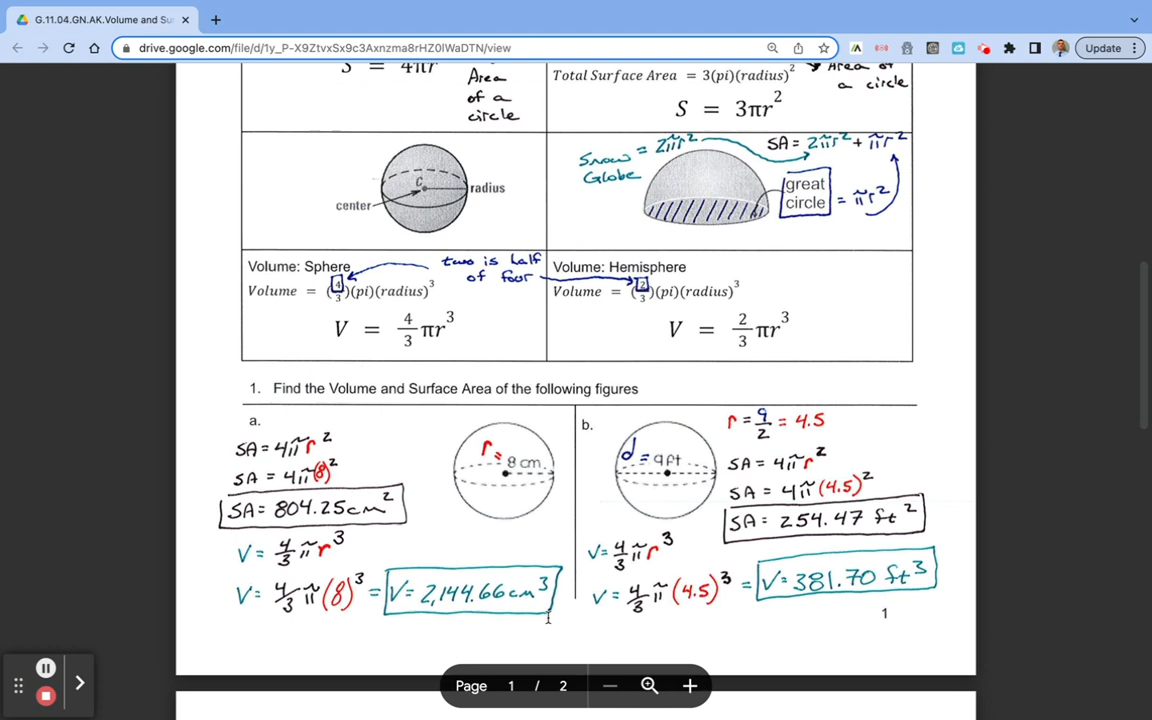 G.11.04.GN.AK.Volume and Su
drive.google.com/file/d/1y_P-X9ZtvxSx9c3Axnzma8rHZ0IWaDTN/view
Update
S = 4πr
Area
of a
circle
Total Surface Area = 3(pi)(radius)2
Area of
a circle
S = 3πr2
C
center
radius
Snow
Globe
= 2πr2
SA = 2πr2 + πr2
great
circle
= πr2
Volume: Sphere
two is half
of four
Volume = (4/3)(pi)(radius)3
V = 4/3 πr3
Volume: Hemisphere
Volume = (2/3)(pi)(radius)3
V = 2/3 πr3
1. Find the Volume and Surface Area of the following figures
a.
SA = 4πr2
SA = 4π(8)2
SA = 804.25cm2
r =
8 cm
V = 4/3 πr3
V = 4/3 π(8)3 = V = 2,144.66cm3
b.
d = 9 ft
r = 9/2 = 4.5
SA = 4πr2
SA = 4π(4.5)2
SA = 254.47 ft2
V = 4/3 πr3
V = 4/3 π(4.5)3 = V = 381.70 ft3
1
Page 1 / 2